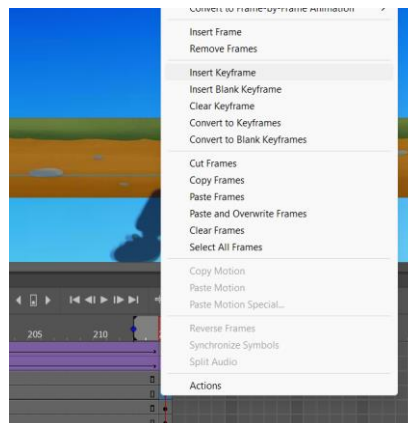 Convert to Frame-by-Frame Animation
Insert Frame
Remove Frames
Insert Keyframe
Insert Blank Keyframe
Clear Keyframe
Convert to Keyframes
Convert to Blank Keyframes
Cut Frames
Copy Frames
Paste Frames
Paste and Overwrite Frames
Clear Frames
Select All Frames
Copy Motion
Paste Motion
Paste Motion Special...
Reverse Frames
Synchronize Symbols
Split Audio
Actions
205 210